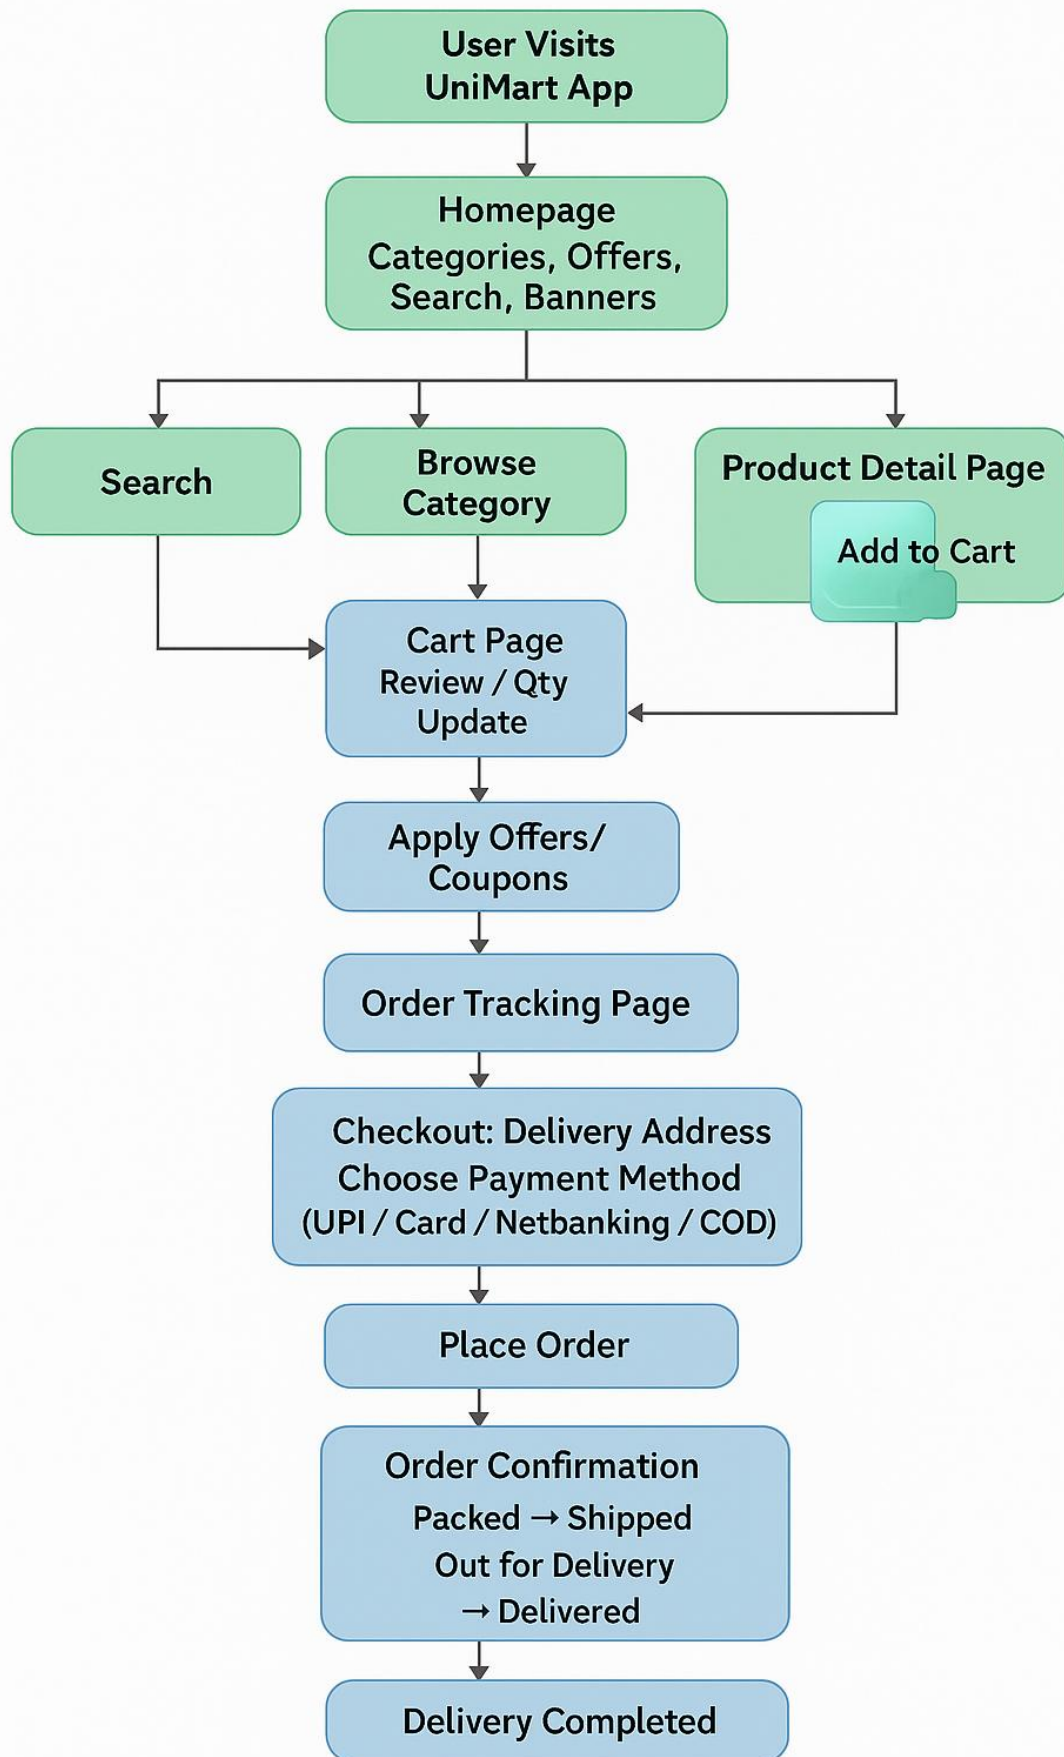 User Visits
UniMart App
Homepage
Categories, Offers,
Search, Banners
Search
Browse
Category
Product Detail Page
Add to Cart
Cart Page
Review / Qty
Update
Apply Offers/
Coupons
Order Tracking Page
Checkout: Delivery Address
Choose Payment Method
(UPI / Card / Netbanking / COD)
Place Order
Order Confirmation
Packed → Shipped
Out for Delivery
→ Delivered
Delivery Completed